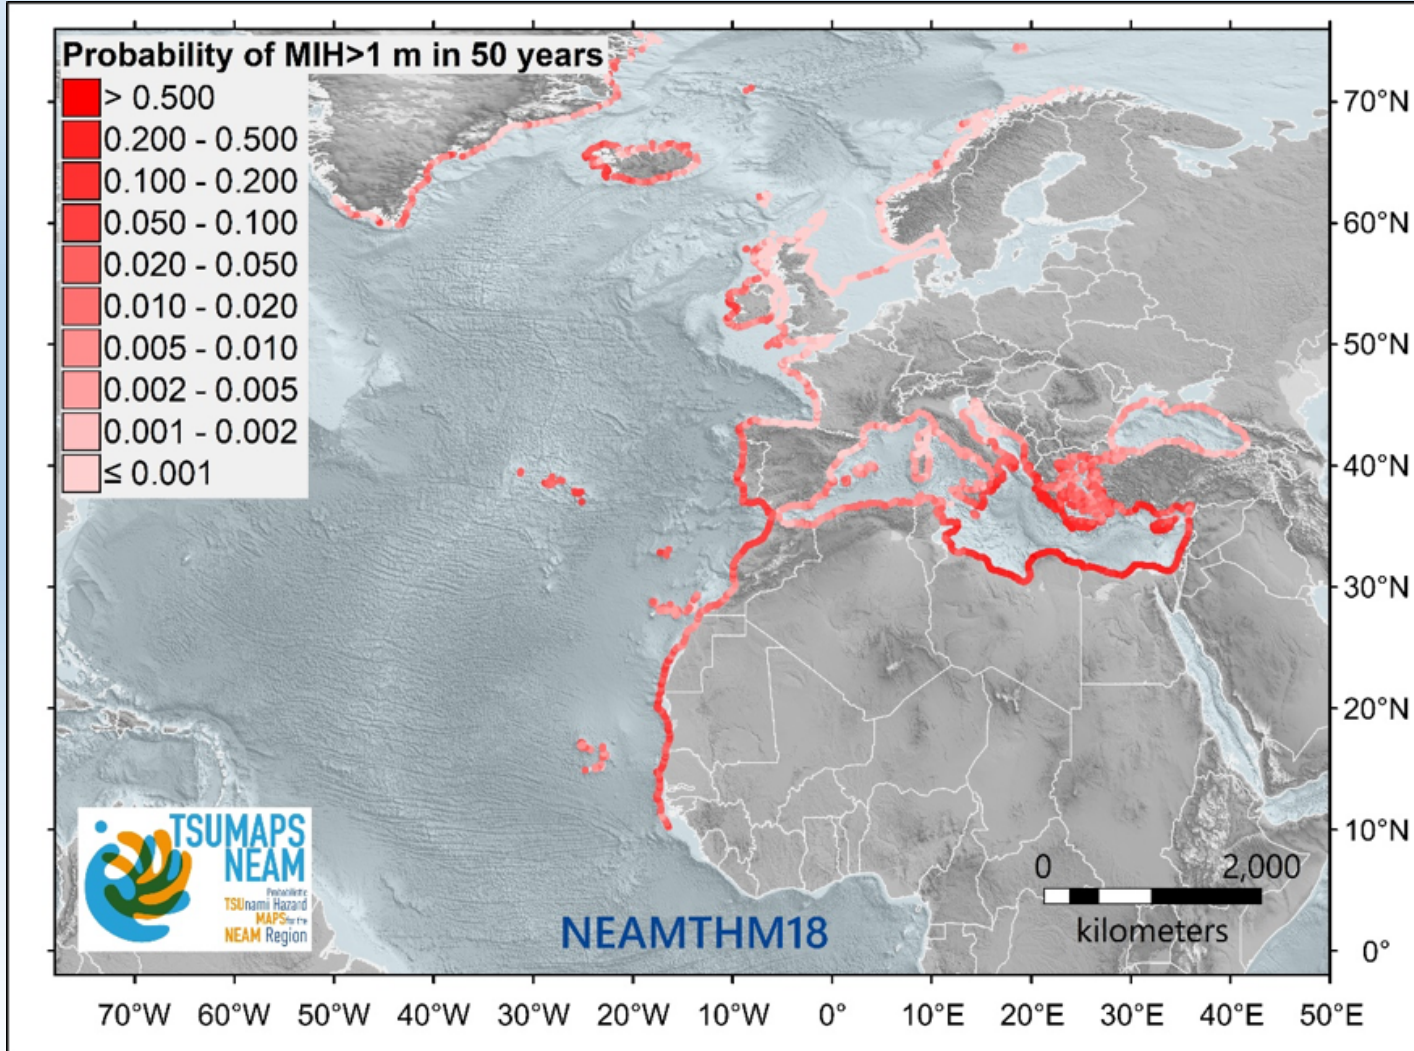 Probability of MIH>1 m in 50 years
> 0.500
0.200 - 0.500
0.100 - 0.200
0.050 - 0.100
0.020 - 0.050
0.010 - 0.020
0.005 - 0.010
0.002 - 0.005
0.001 - 0.002
≤ 0.001
70°N
60°N
50°N
40°N
30°N
20°N
10°N
0°
TSUMAPS
NEAM
Probabilistic
TSUnami Hazard
MAPS for the
NEAM Region
NEAMTHM18
0 2,000
kilometers
70°W 60°W 50°W 40°W 30°W 20°W 10°W 0° 10°E 20°E 30°E 40°E 50°E